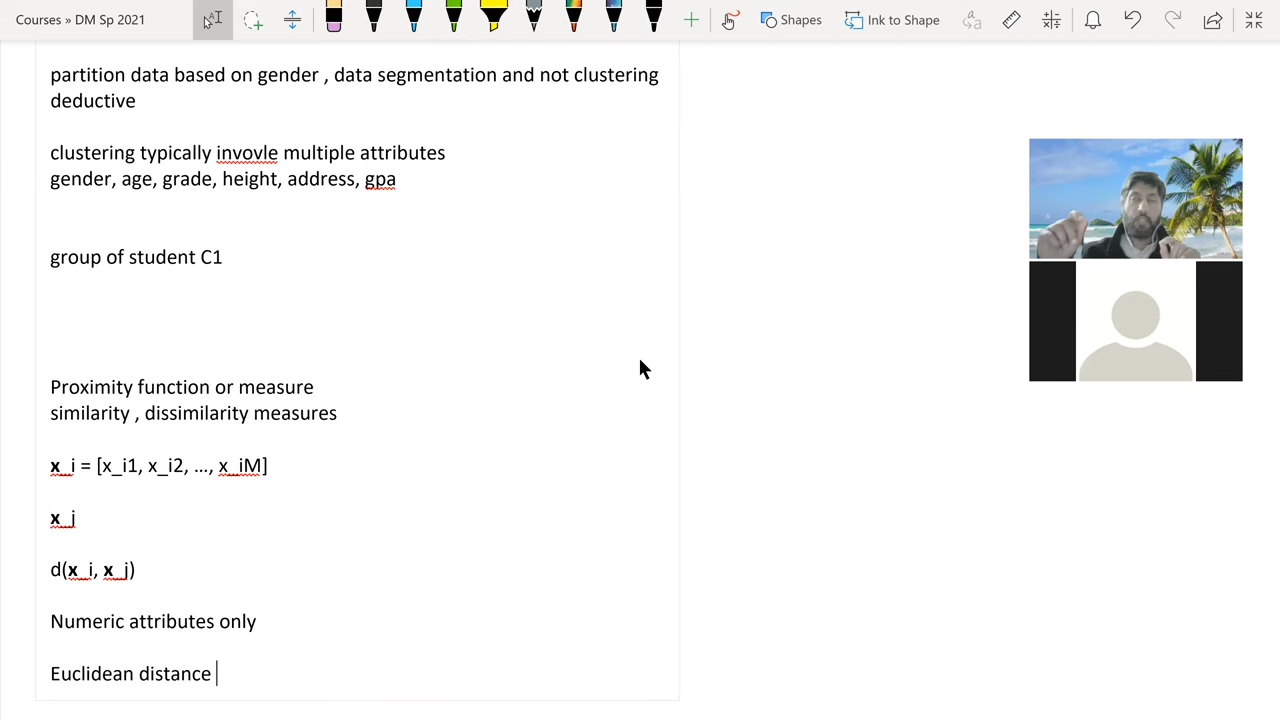 Courses » DM Sp 2021
Shapes
Ink to Shape
partition data based on gender , data segmentation and not clustering
deductive
clustering typically invovle multiple attributes
gender, age, grade, height, address, gpa
group of student C1
Proximity function or measure
similarity , dissimilarity measures
x_i = [x_i1, x_i2, ..., x_iM]
x_j
d(x_i, x_j)
Numeric attributes only
Euclidean distance